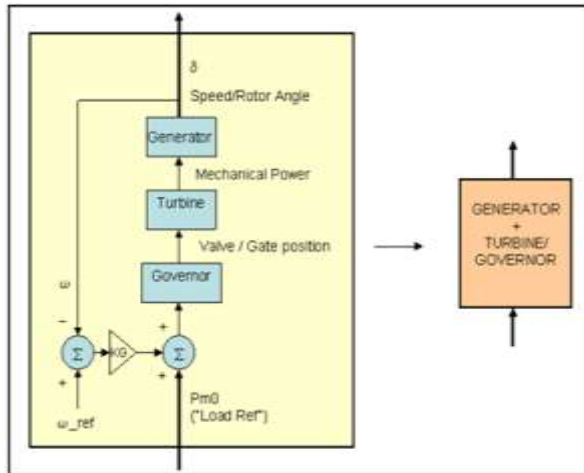 δ
Speed/Rotor Angle
Generator
Mechanical Power
Turbine
Valve / Gate position
Governor
ω
−
+
Σ
KG
Σ
+
+
ω_ref
Pm0
("Load Ref")
GENERATOR
+
TURBINE/
GOVERNOR